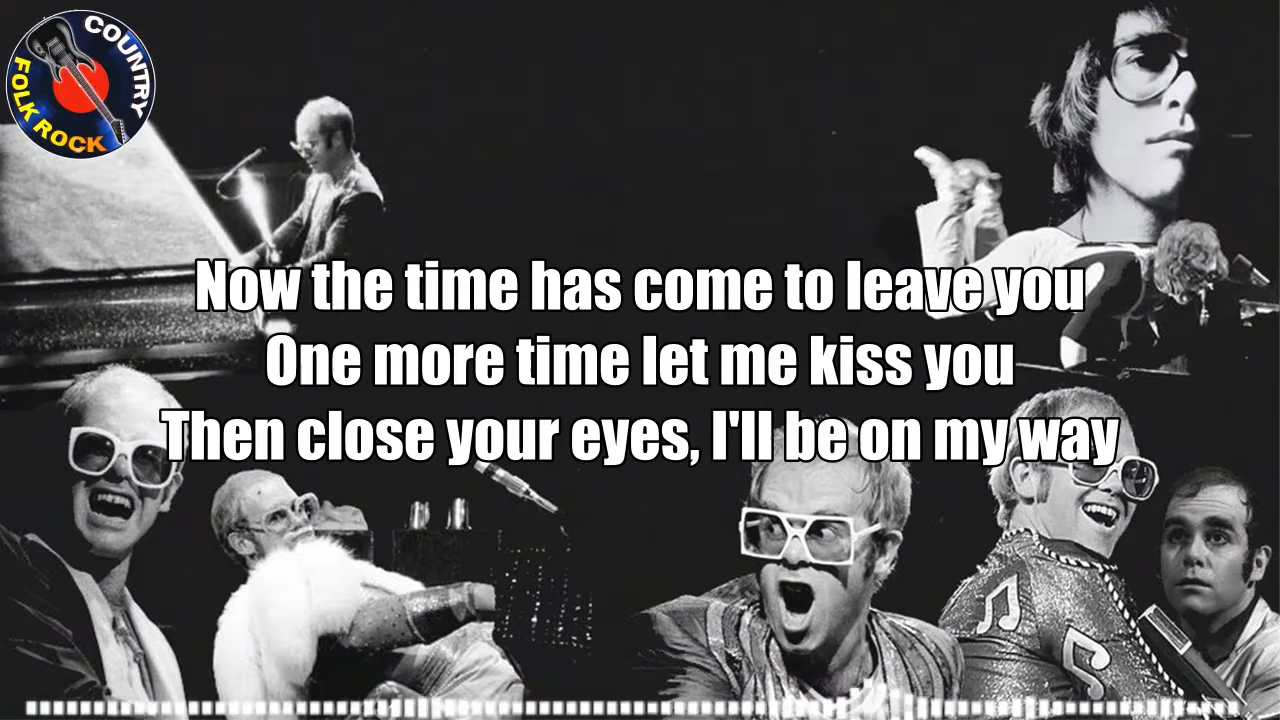 COUNTRY
FOLK ROCK
Now the time has come to leave you
One more time let me kiss you
Then close your eyes, I'll be on my way